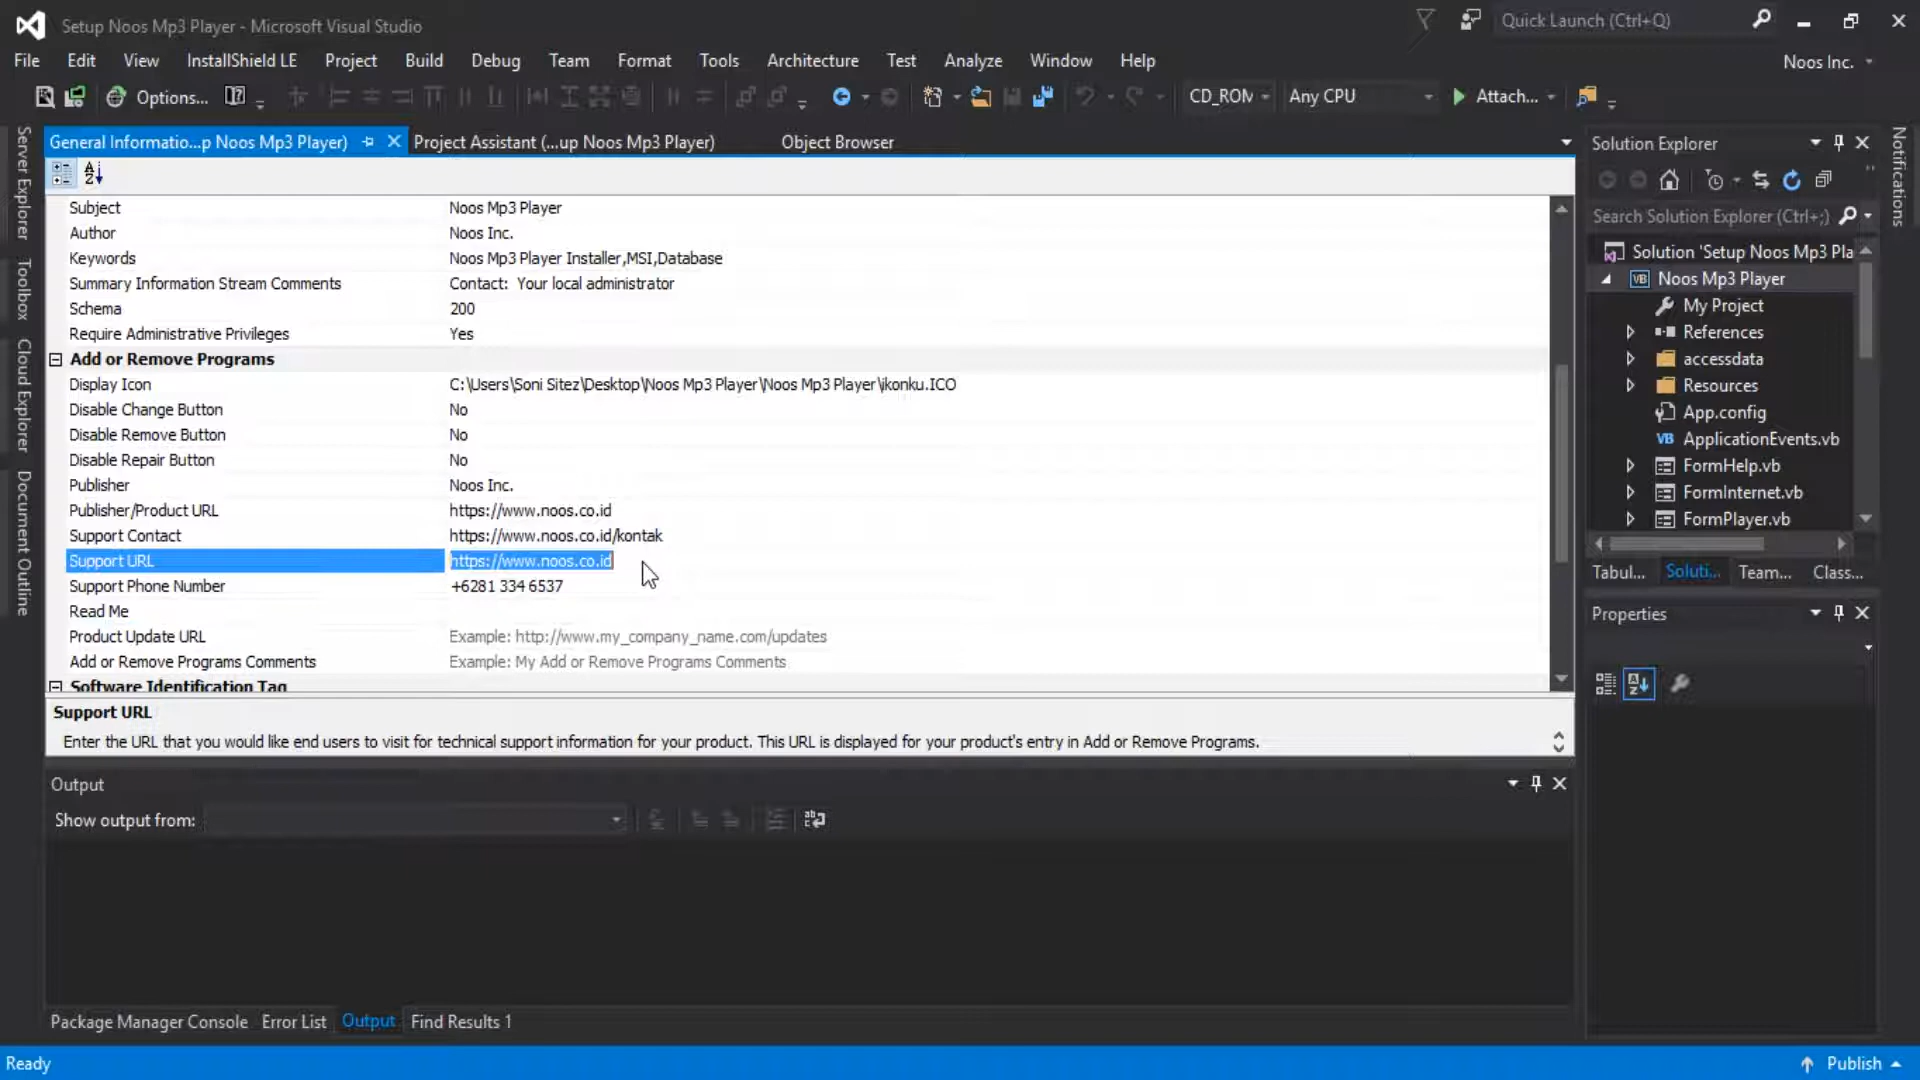 Setup Noos Mp3 Player - Microsoft Visual Studio
Quick Launch (Ctrl+Q)
File Edit View InstallShield LE Project Build Debug Team Format Tools Architecture Test Analyze Window Help
Noos Inc.
Options... CD_ROM Any CPU Attach...
General Informatio...p Noos Mp3 Player) Project Assistant (...up Noos Mp3 Player) Object Browser
Server Explorer
Toolbox
Cloud Explorer
Document Outline
Subject Noos Mp3 Player
Author Noos Inc.
Keywords Noos Mp3 Player Installer,MSI,Database
Summary Information Stream Comments Contact:  Your local administrator
Schema 200
Require Administrative Privileges Yes
Add or Remove Programs
Display Icon C:\Users\Soni Sitez\Desktop\Noos Mp3 Player\Noos Mp3 Player\ikonku.ICO
Disable Change Button No
Disable Remove Button No
Disable Repair Button No
Publisher Noos Inc.
Publisher/Product URL https://www.noos.co.id
Support Contact https://www.noos.co.id/kontak
Support URL https://www.noos.co.id
Support Phone Number +6281 334 6537
Read Me
Product Update URL Example: http://www.my_company_name.com/updates
Add or Remove Programs Comments Example: My Add or Remove Programs Comments
Software Identification Tag
Support URL
Enter the URL that you would like end users to visit for technical support information for your product. This URL is displayed for your product's entry in Add or Remove Programs.
Output
Show output from:
Package Manager Console Error List Output Find Results 1
Solution Explorer
Search Solution Explorer (Ctrl+;)
Solution 'Setup Noos Mp3 Pla
VB Noos Mp3 Player
My Project
References
accessdata
Resources
App.config
VB ApplicationEvents.vb
FormHelp.vb
FormInternet.vb
FormPlayer.vb
Tabul... Soluti... Team... Class...
Properties
Notifications
Ready
Publish